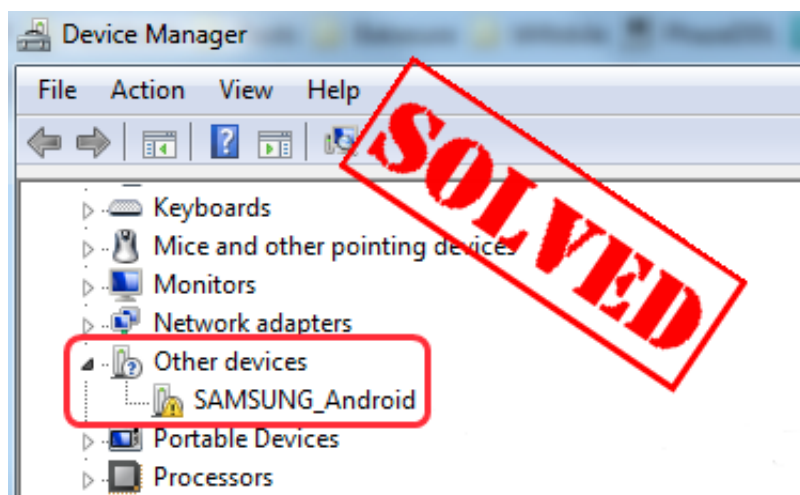 Device Manager
File Action View Help
SOLVED
Keyboards
Mice and other pointing devices
Monitors
Network adapters
Other devices
SAMSUNG_Android
Portable Devices
Processors